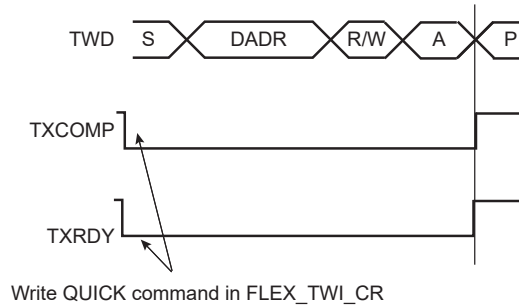 TWD S DADR R/W A P
TXCOMP
TXRDY
Write QUICK command in FLEX_TWI_CR